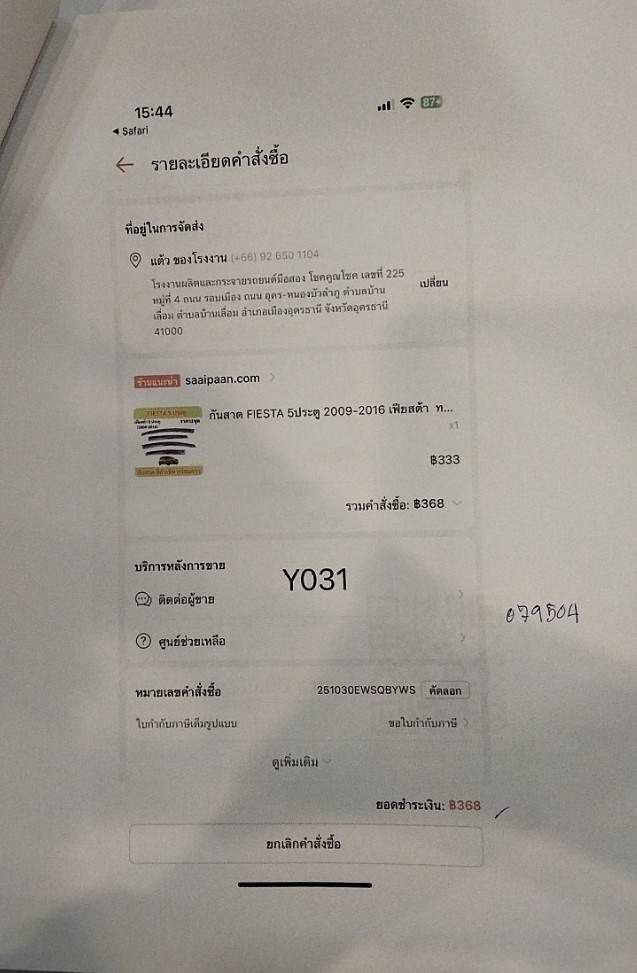 15:44
87
◀ Safari
← รายละเอียดคำสั่งซื้อ
ที่อยู่ในการจัดส่ง
แต้ว ของโรงงาน (+66) 92 650 1104
โรงงานผลิตและกระจายรถยนต์มือสอง โชคคูณโชค เลขที่ 225
หมู่ที่ 4 ถนน รอบเมือง ถนน อุดร-หนองบัวลำภู ตำบลบ้าน
เลื่อม ตำบลบ้านเลื่อม อำเภอเมืองอุดรธานี จังหวัดอุดรธานี
41000
เปลี่ยน
ร้านแนะนำ saaipaan.com
FIESTA 5 ประตู
กันสาด FIESTA 5ประตู 2009-2016 เฟียสต้า ท...
x1
฿333
รวมคำสั่งซื้อ: ฿368
บริการหลังการขาย
Y031
ติดต่อผู้ขาย
079504
ศูนย์ช่วยเหลือ
หมายเลขคำสั่งซื้อ 251030EWSQBYWS คัดลอก
ใบกำกับภาษีเต็มรูปแบบ ขอใบกำกับภาษี
ดูเพิ่มเติม
ยอดชำระเงิน: ฿368
ยกเลิกคำสั่งซื้อ